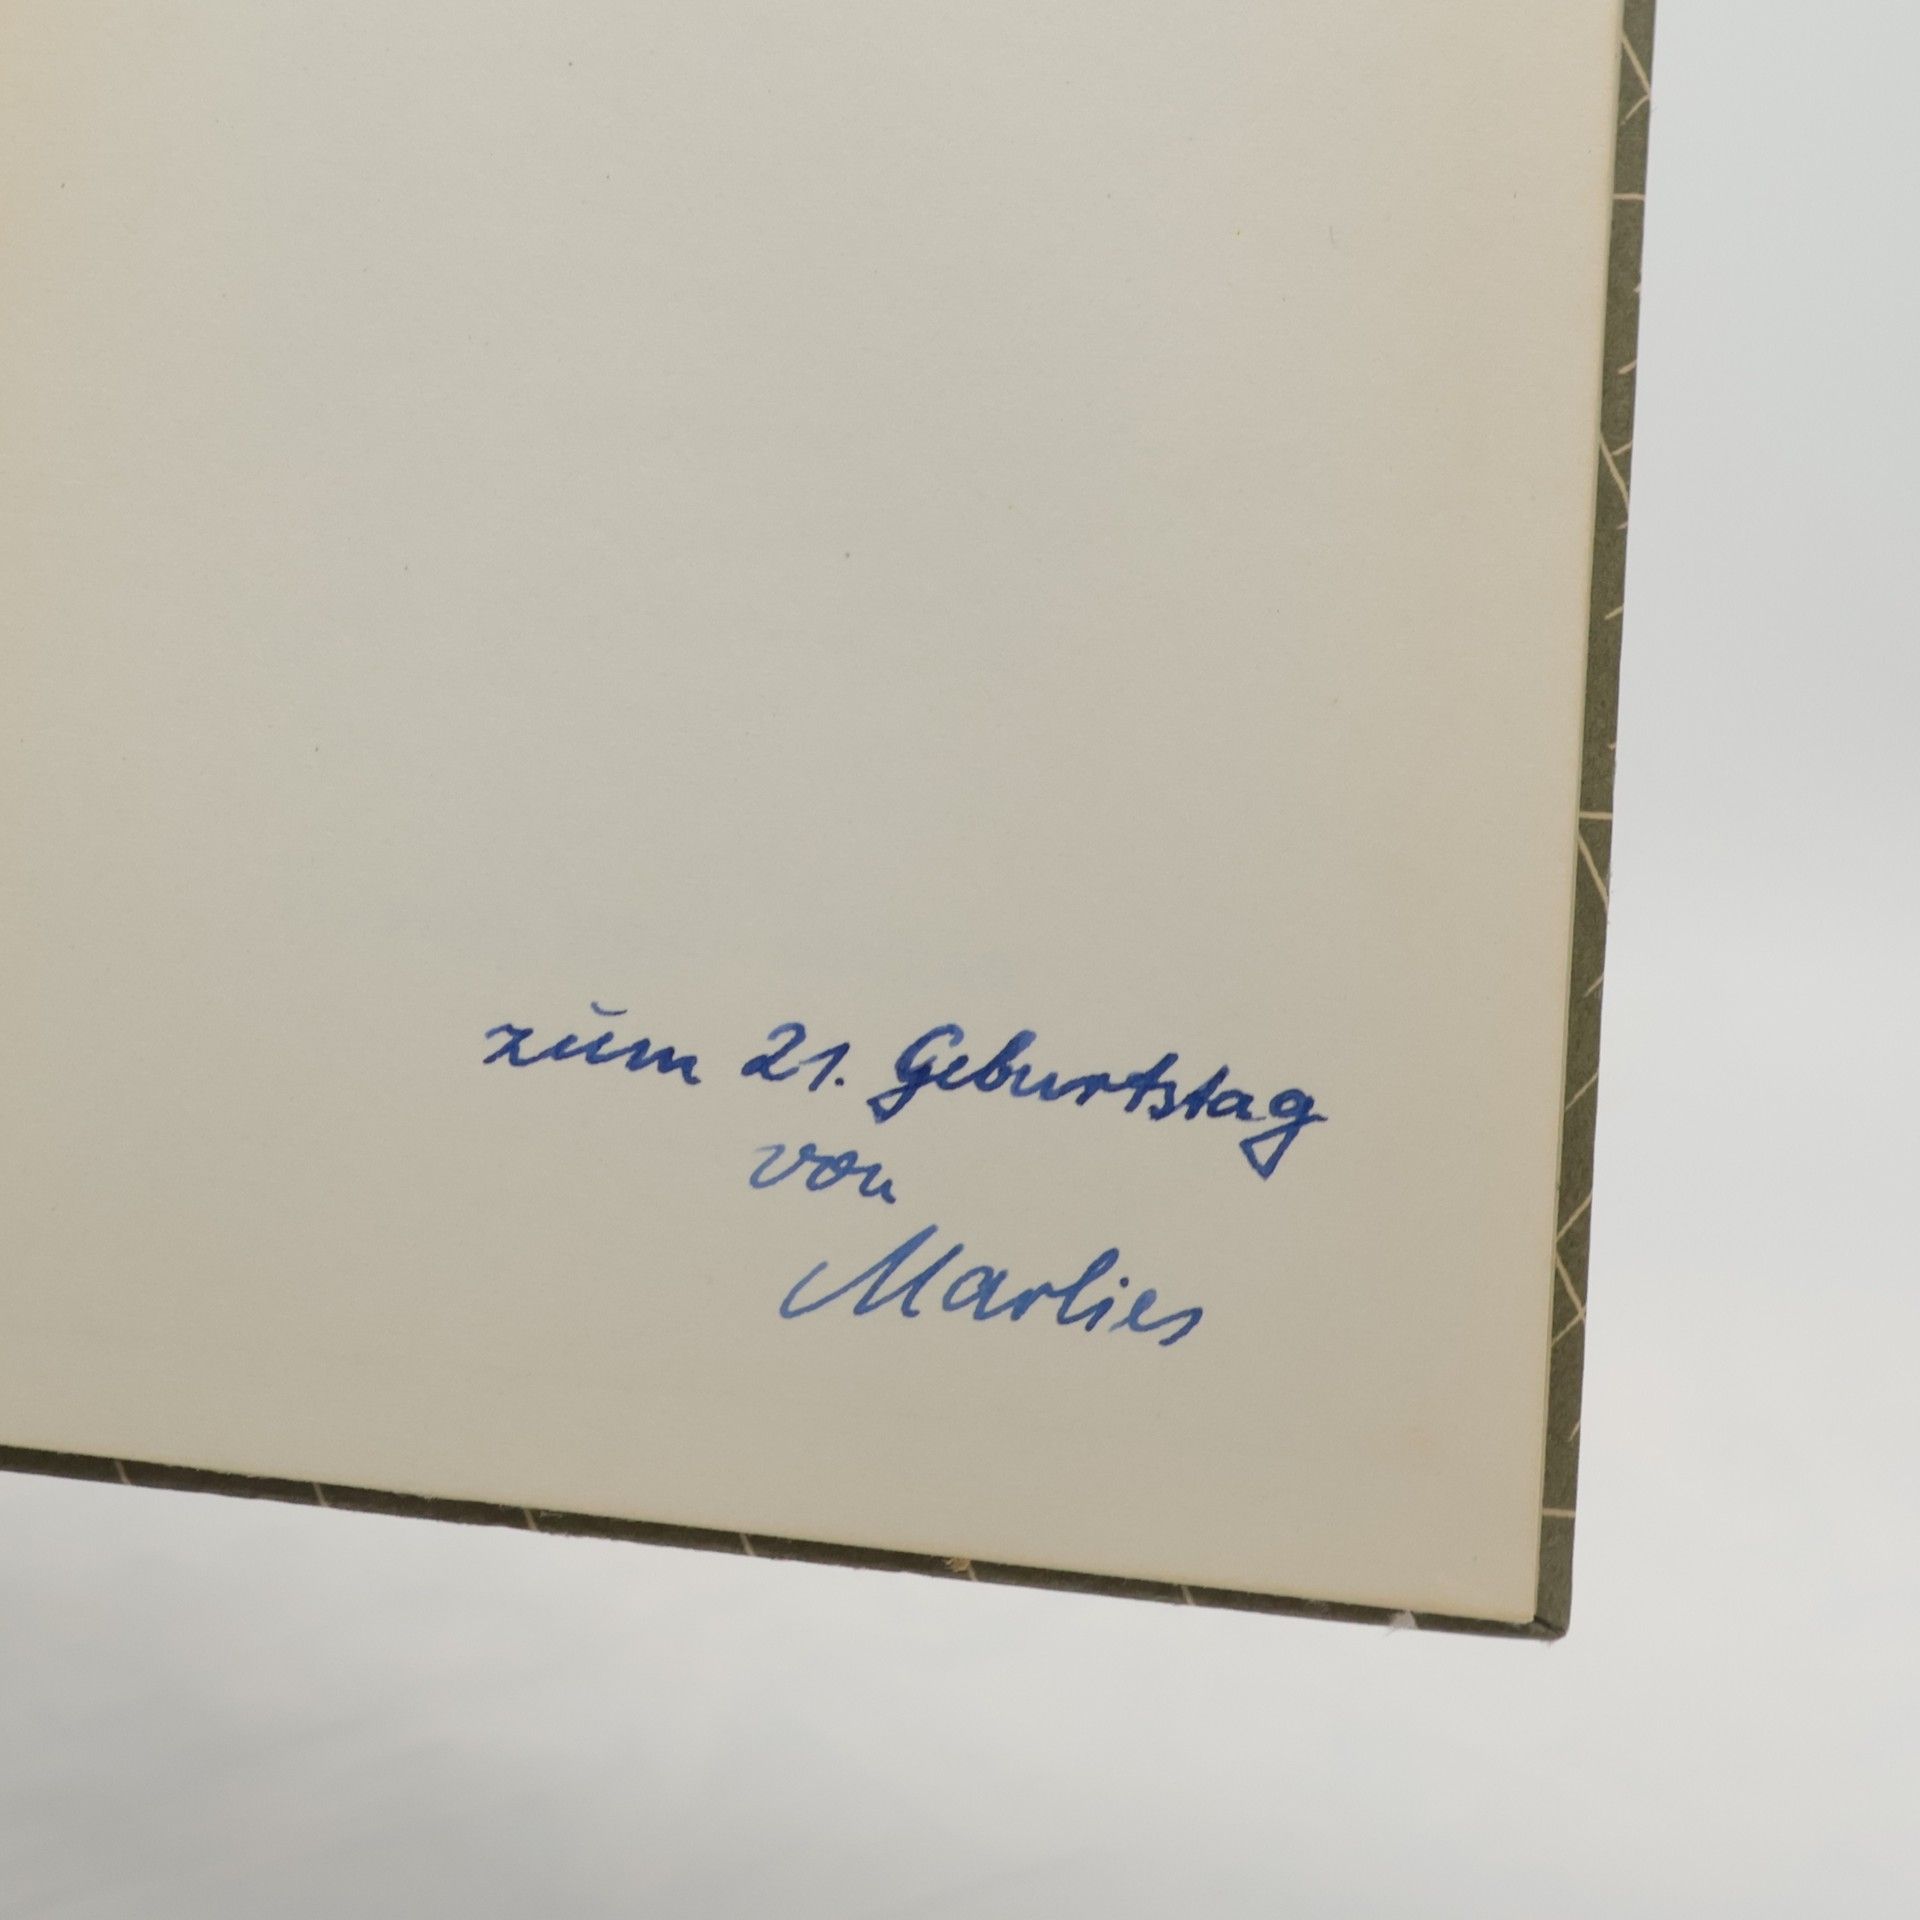 zum 21. Geburtstag
von
Marlies